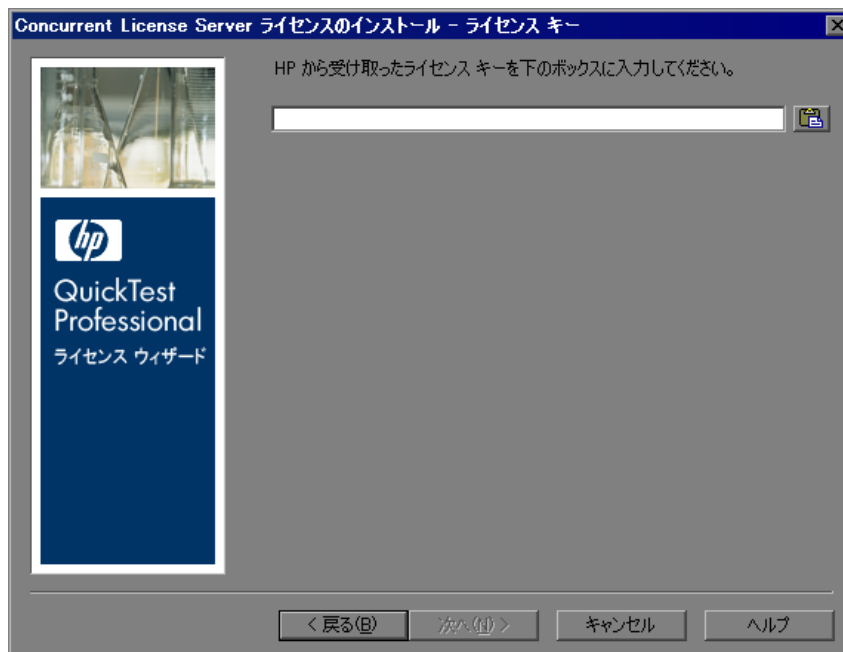 Concurrent License Server ライセンスのインストール - ライセンス キー
HP から受け取ったライセンス キーを下のボックスに入力してください。
hp
QuickTest
Professional
ライセンス ウィザード
< 戻る(B)
次へ(N) >
キャンセル
ヘルプ